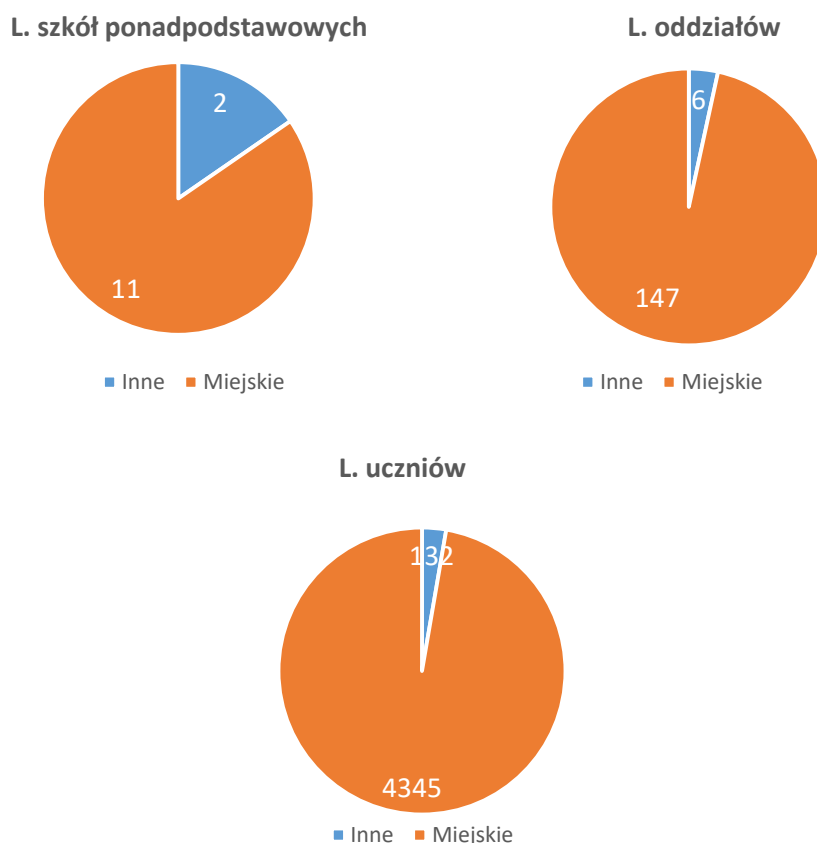 L. szkół ponadpodstawowych
2
11
Inne Miejskie
L. oddziałów
6
147
Inne Miejskie
L. uczniów
132
4345
Inne Miejskie